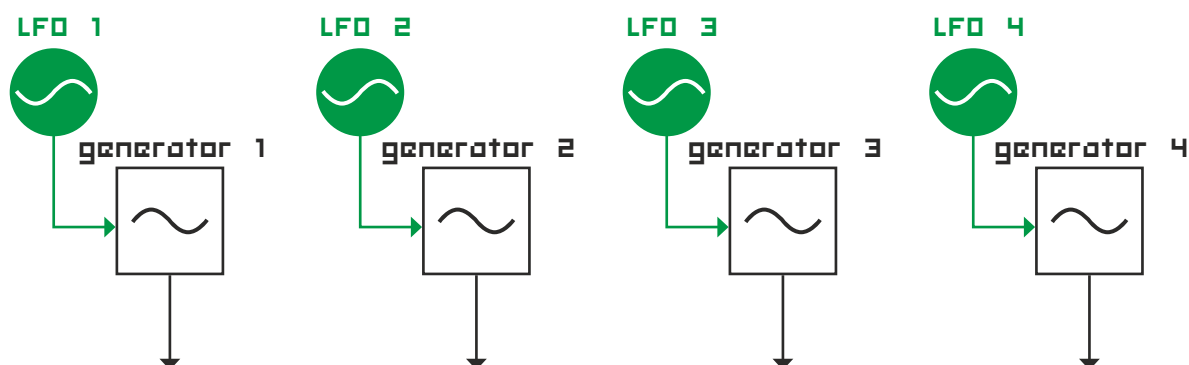 LFO 1
LFO 2
LFO 3
LFO 4
generator 1
generator 2
generator 3
generator 4